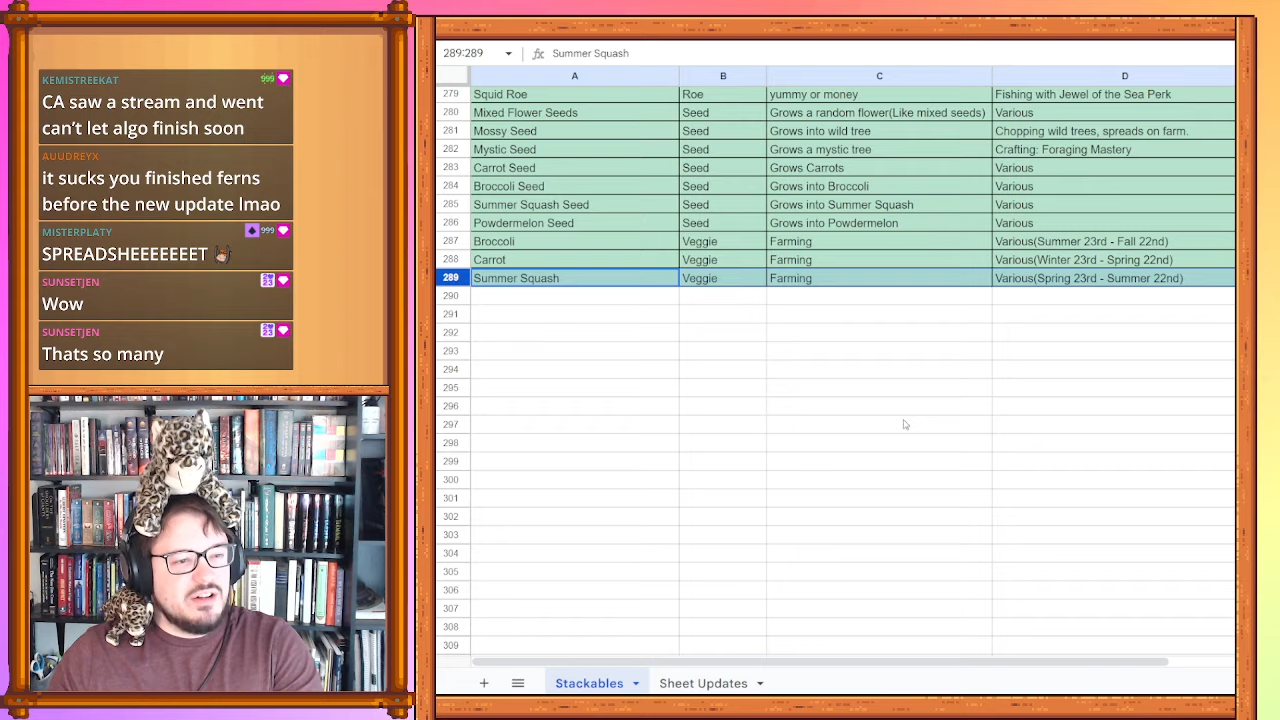 KEMISTREEKAT 999
CA saw a stream and went
can't let algo finish soon
AUUDREYX
it sucks you finished ferns
before the new update lmao
MISTERPLATY 999
SPREADSHEEEEEEET
SUNSETJEN
Wow
SUNSETJEN
Thats so many
289:289 fx Summer Squash
A B C D
279 Squid Roe Roe yummy or money Fishing with Jewel of the Sea Perk
280 Mixed Flower Seeds Seed Grows a random flower(Like mixed seeds) Various
281 Mossy Seed Seed Grows into wild tree Chopping wild trees, spreads on farm.
282 Mystic Seed Seed Grows a mystic tree Crafting: Foraging Mastery
283 Carrot Seed Seed Grows Carrots Various
284 Broccoli Seed Seed Grows into Broccoli Various
285 Summer Squash Seed Seed Grows into Summer Squash Various
286 Powdermelon Seed Seed Grows into Powdermelon Various
287 Broccoli Veggie Farming Various(Summer 23rd - Fall 22nd)
288 Carrot Veggie Farming Various(Winter 23rd - Spring 22nd)
289 Summer Squash Veggie Farming Various(Spring 23rd - Summer 22nd)
290
291
292
293
294
295
296
297
298
299
300
301
302
303
304
305
306
307
308
309
+ Stackables Sheet Updates